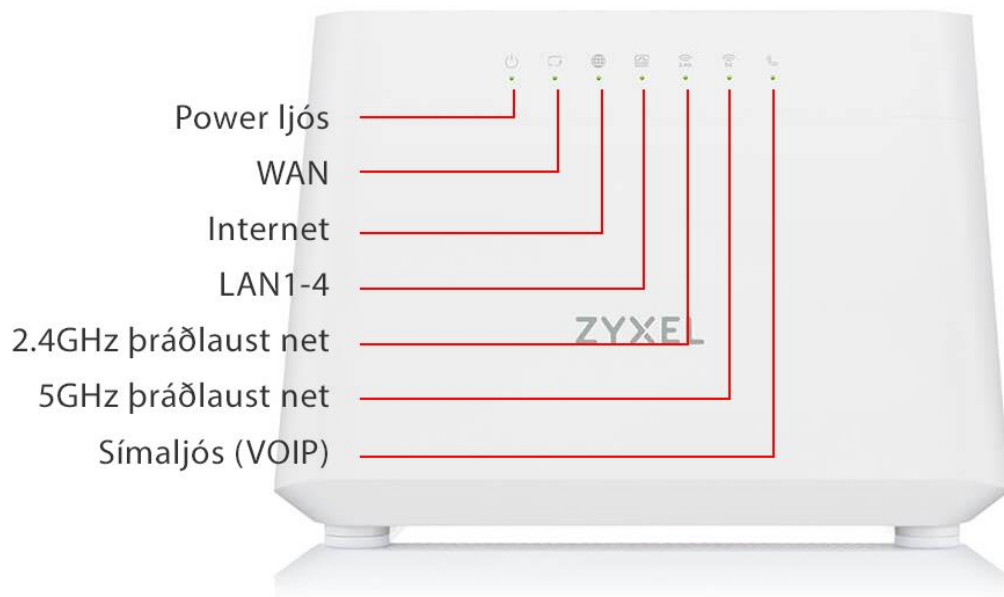 Power ljós
WAN
Internet
LAN1-4
2.4GHz þráðlaust net
ZYXEL
5GHz þráðlaust net
Símaljós (VOIP)